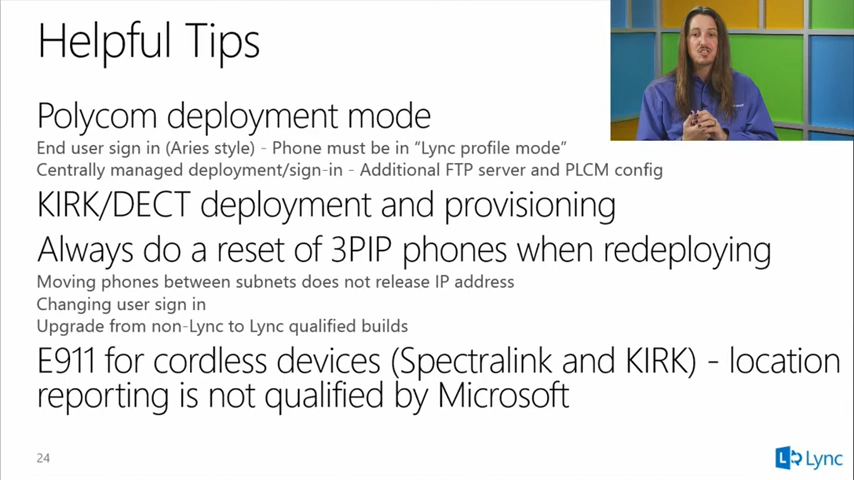 Helpful Tips
Polycom deployment mode
End user sign in (Aries style) - Phone must be in “Lync profile mode”
Centrally managed deployment/sign-in - Additional FTP server and PLCM config
KIRK/DECT deployment and provisioning
Always do a reset of 3PIP phones when redeploying
Moving phones between subnets does not release IP address
Changing user sign in
Upgrade from non-Lync to Lync qualified builds
E911 for cordless devices (Spectralink and KIRK) - location
reporting is not qualified by Microsoft
24
L Lync